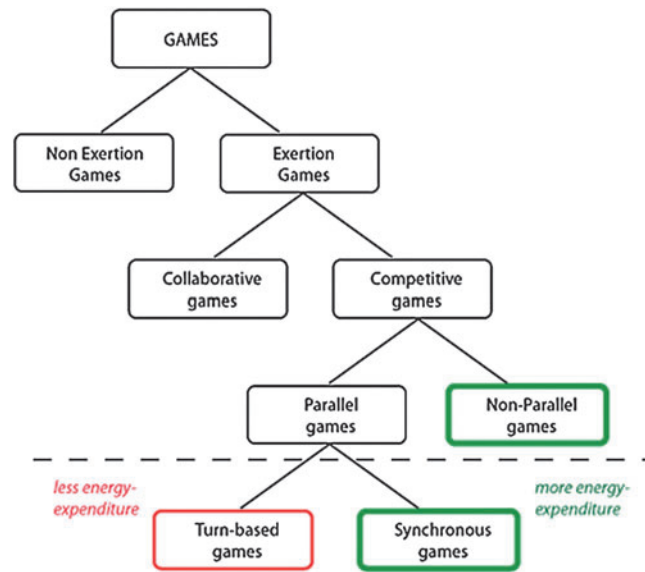 GAMES
Non Exertion
Games
Exertion
Games
Collaborative
games
Competitive
games
Parallel
games
Non-Parallel
games
less energy-
expenditure
more energy-
expenditure
Turn-based
games
Synchronous
games